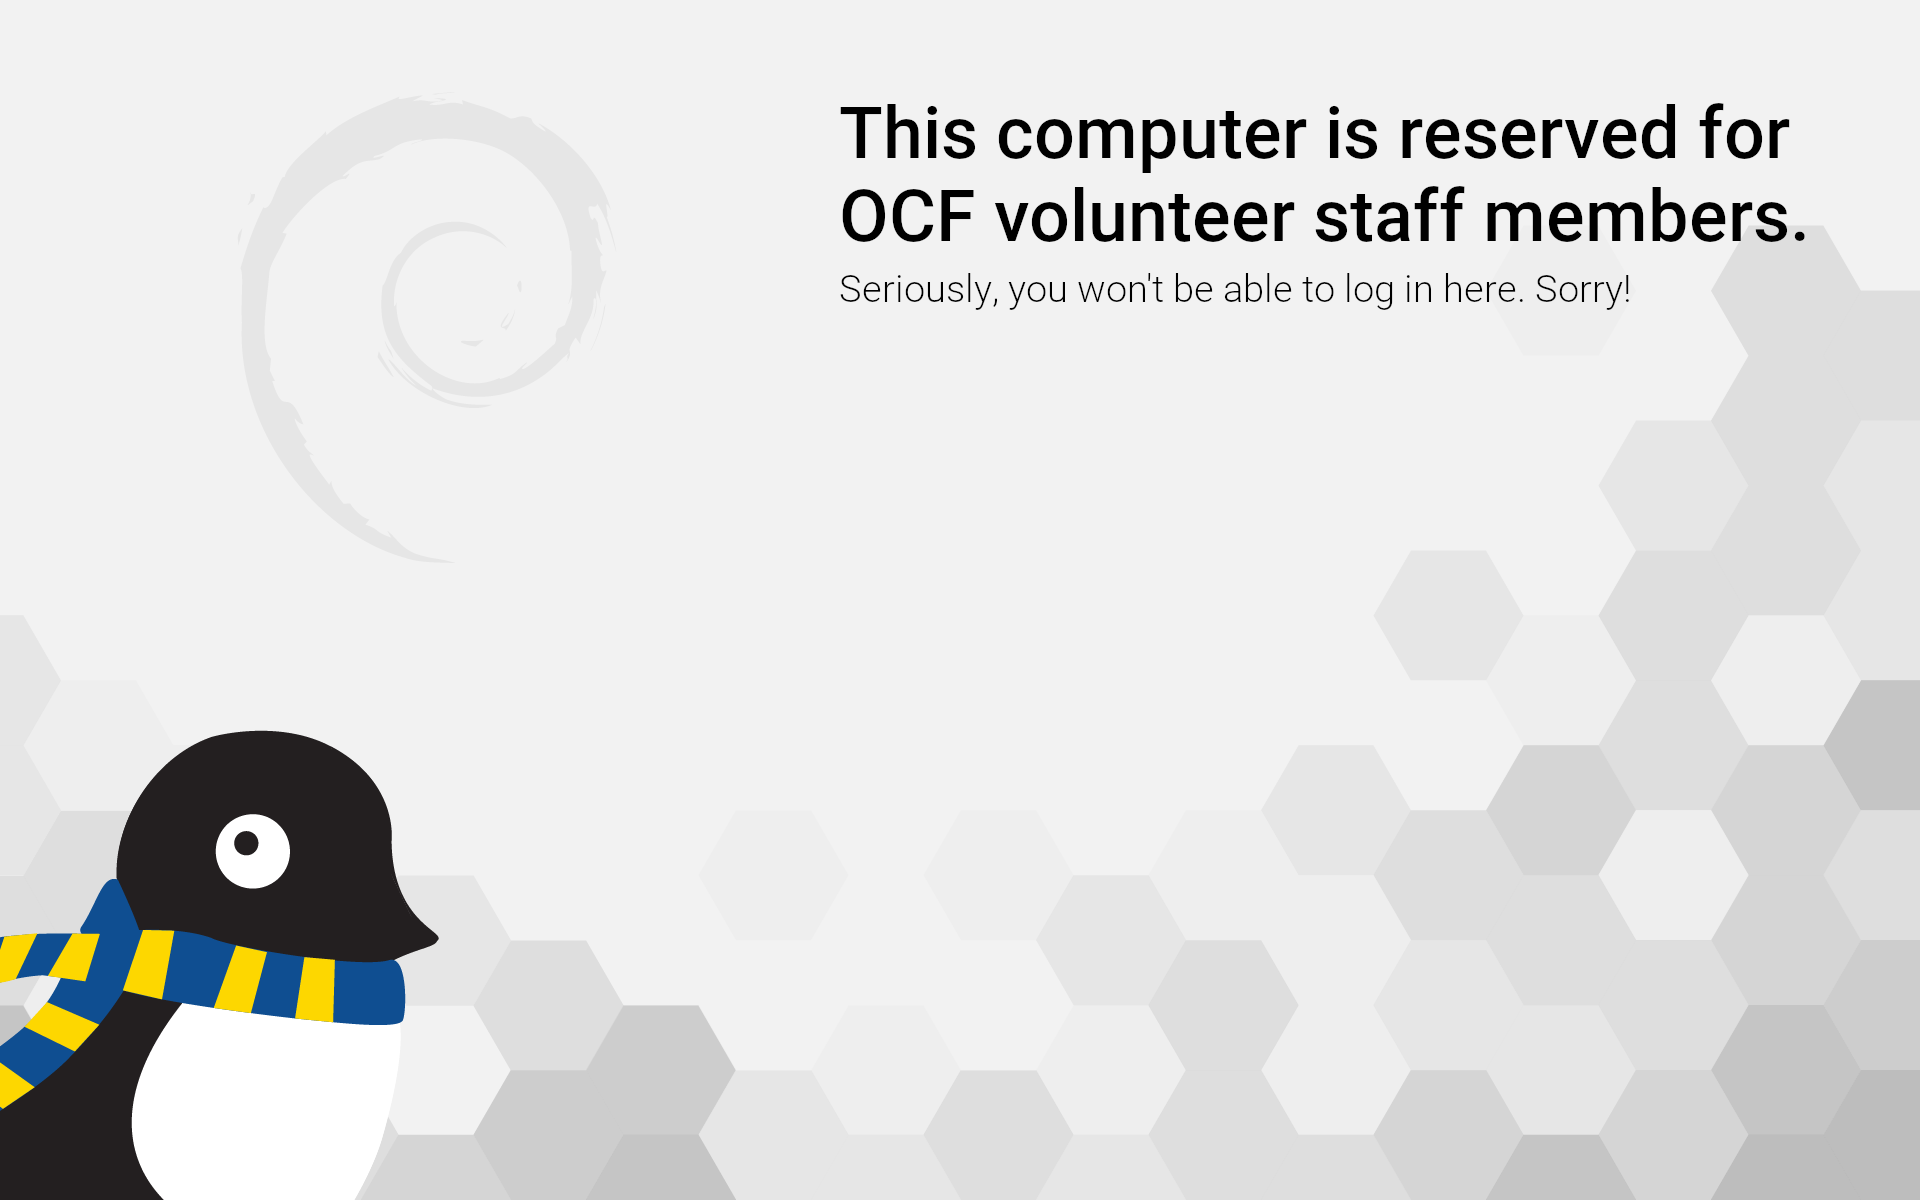 This computer is reserved for
OCF volunteer staff members.
Seriously, you won't be able to log in here. Sorry!